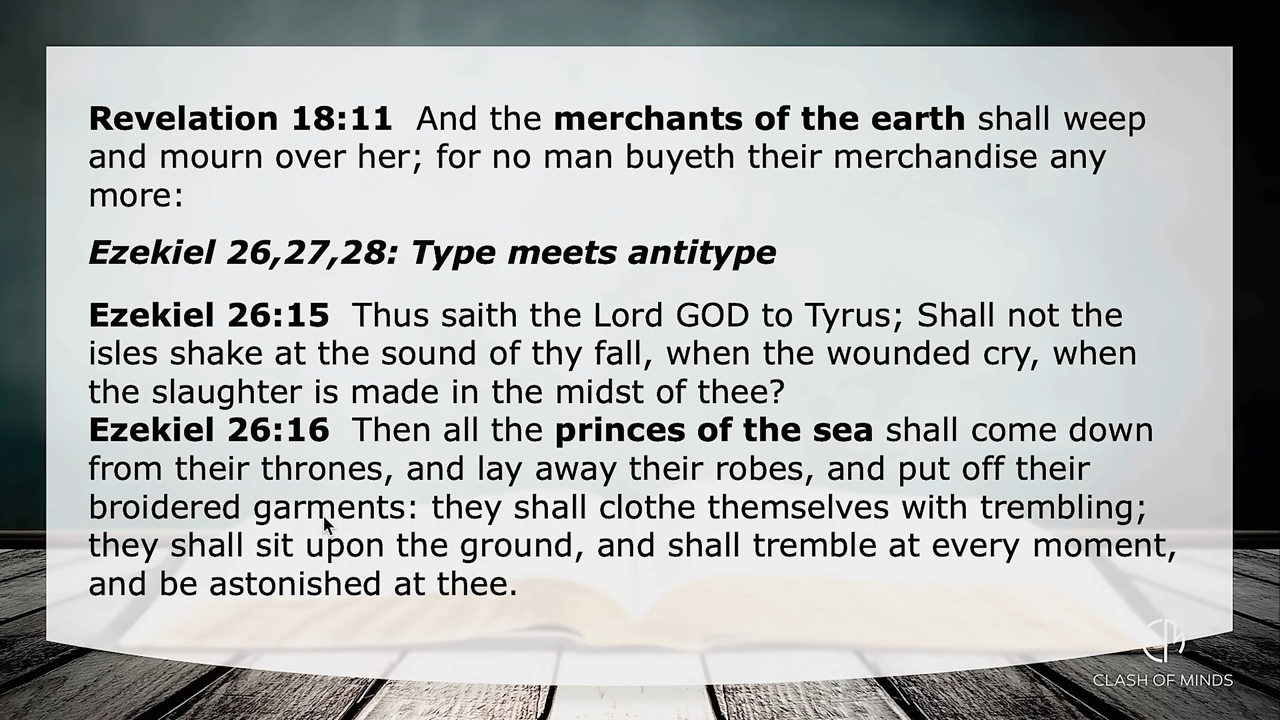 Revelation 18:11  And the merchants of the earth shall weep
and mourn over her; for no man buyeth their merchandise any
more:
Ezekiel 26,27,28: Type meets antitype
Ezekiel 26:15  Thus saith the Lord GOD to Tyrus; Shall not the
isles shake at the sound of thy fall, when the wounded cry, when
the slaughter is made in the midst of thee?
Ezekiel 26:16  Then all the princes of the sea shall come down
from their thrones, and lay away their robes, and put off their
broidered garments: they shall clothe themselves with trembling;
they shall sit upon the ground, and shall tremble at every moment,
and be astonished at thee.
CLASH OF MINDS